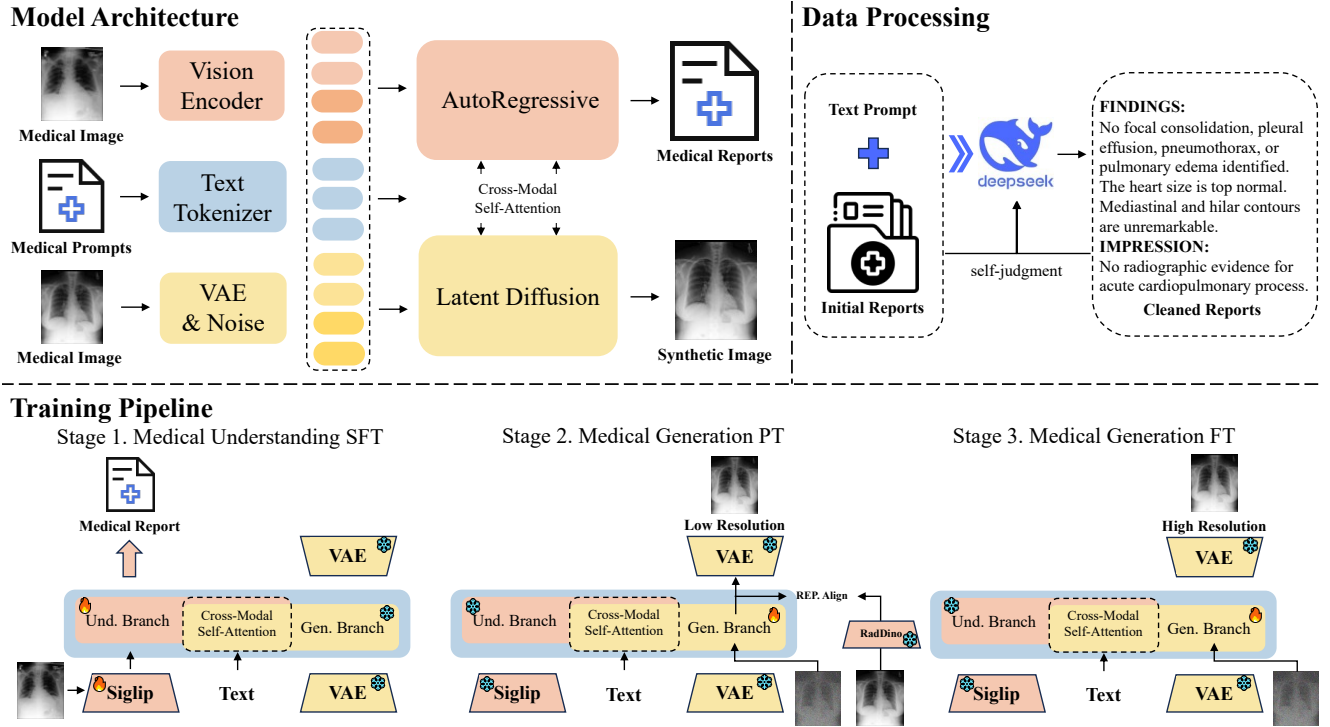 Model Architecture
Medical Image
Vision
Encoder
Medical Prompts
Text
Tokenizer
Medical Image
VAE
& Noise
AutoRegressive
Cross-Modal
Self-Attention
Latent Diffusion
Medical Reports
Synthetic Image
Data Processing
Text Prompt
Initial Reports
deepseek
self-judgment
FINDINGS:
No focal consolidation, pleural
effusion, pneumothorax, or
pulmonary edema identified.
The heart size is top normal.
Mediastinal and hilar contours
are unremarkable.
IMPRESSION:
No radiographic evidence for
acute cardiopulmonary process.
Cleaned Reports
Training Pipeline
Stage 1. Medical Understanding SFT
Medical Report
VAE
Und. Branch
Cross-Modal
Self-Attention
Gen. Branch
Siglip
Text
VAE
Stage 2. Medical Generation PT
Low Resolution
VAE
REP. Align
Und. Branch
Cross-Modal
Self-Attention
Gen. Branch
RadDino
Siglip
Text
VAE
Stage 3. Medical Generation FT
High Resolution
VAE
Und. Branch
Cross-Modal
Self-Attention
Gen. Branch
Siglip
Text
VAE